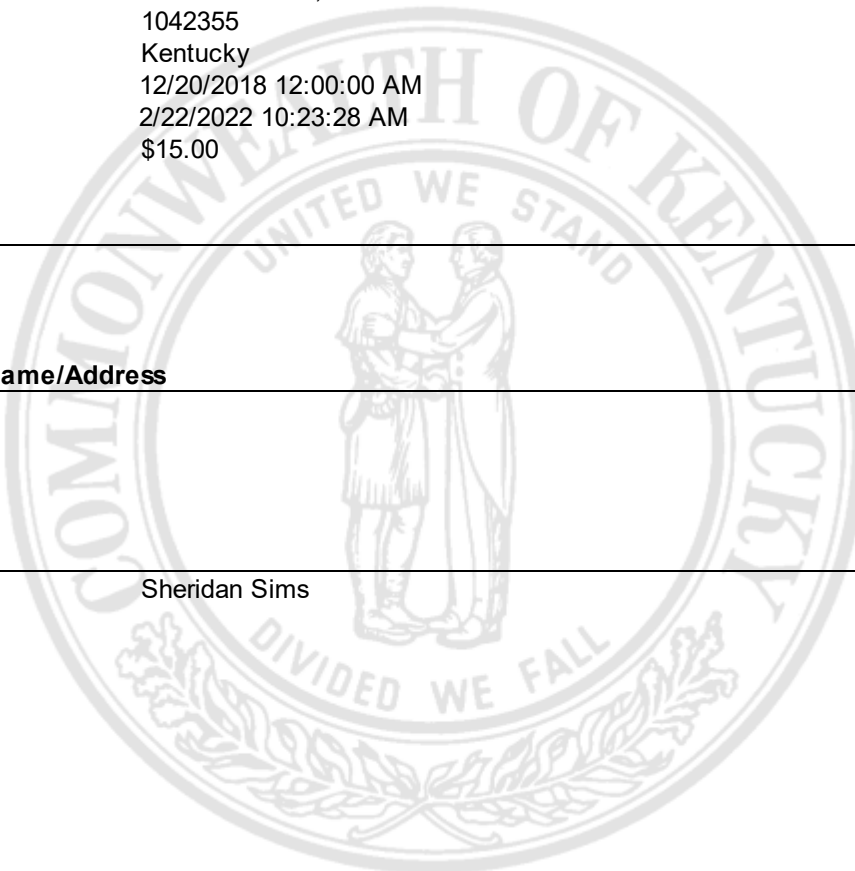 1042355
Kentucky
12/20/2018 12:00:00 AM
2/22/2022 10:23:28 AM
$15.00
COMMONWEALTH OF KENTUCKY
UNITED WE STAND
ame/Address
Sheridan Sims
DIVIDED WE FALL